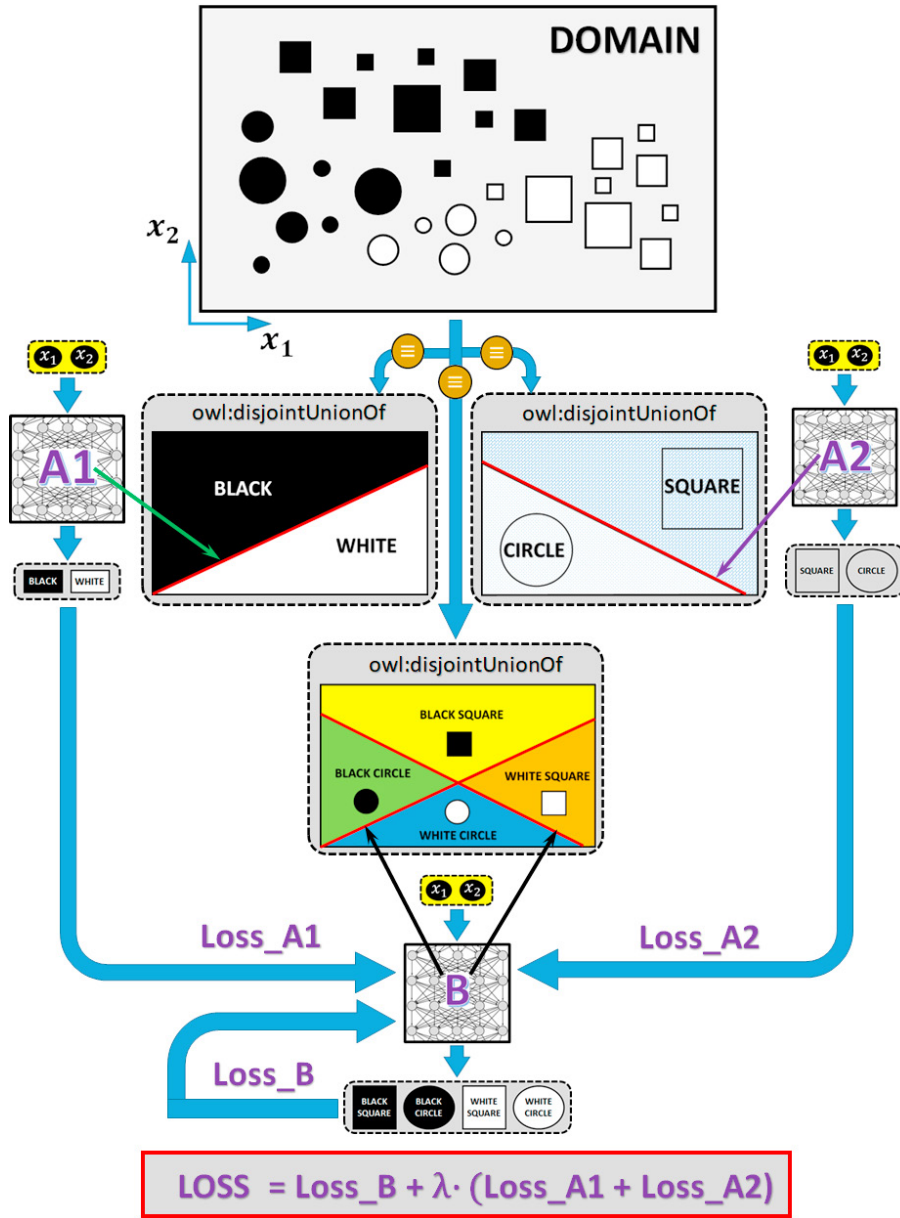 DOMAIN
x₂
x₁
x₁ x₂
x₁ x₂
owl:disjointUnionOf
owl:disjointUnionOf
A1
BLACK
WHITE
SQUARE
CIRCLE
A2
BLACK WHITE
SQUARE CIRCLE
owl:disjointUnionOf
BLACK SQUARE
BLACK CIRCLE
WHITE SQUARE
WHITE CIRCLE
x₁ x₂
Loss_A1
Loss_A2
B
Loss_B
BLACK SQUARE
BLACK CIRCLE
WHITE SQUARE
WHITE CIRCLE
LOSS = Loss_B + λ· (Loss_A1 + Loss_A2)